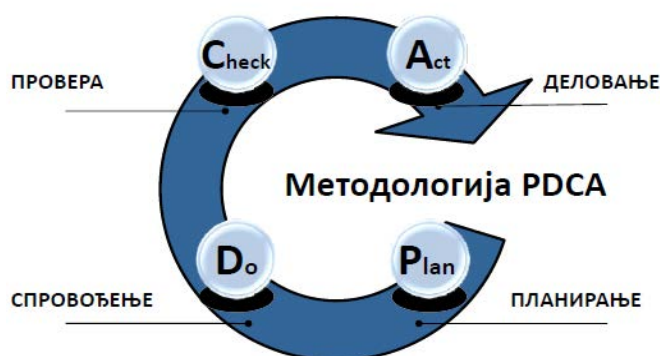 Check
Act
ПРОВЕРА
ДЕЛОВАЊЕ
Методологија PDCA
Do
Plan
СПРОВОЂЕЊЕ
ПЛАНИРАЊЕ